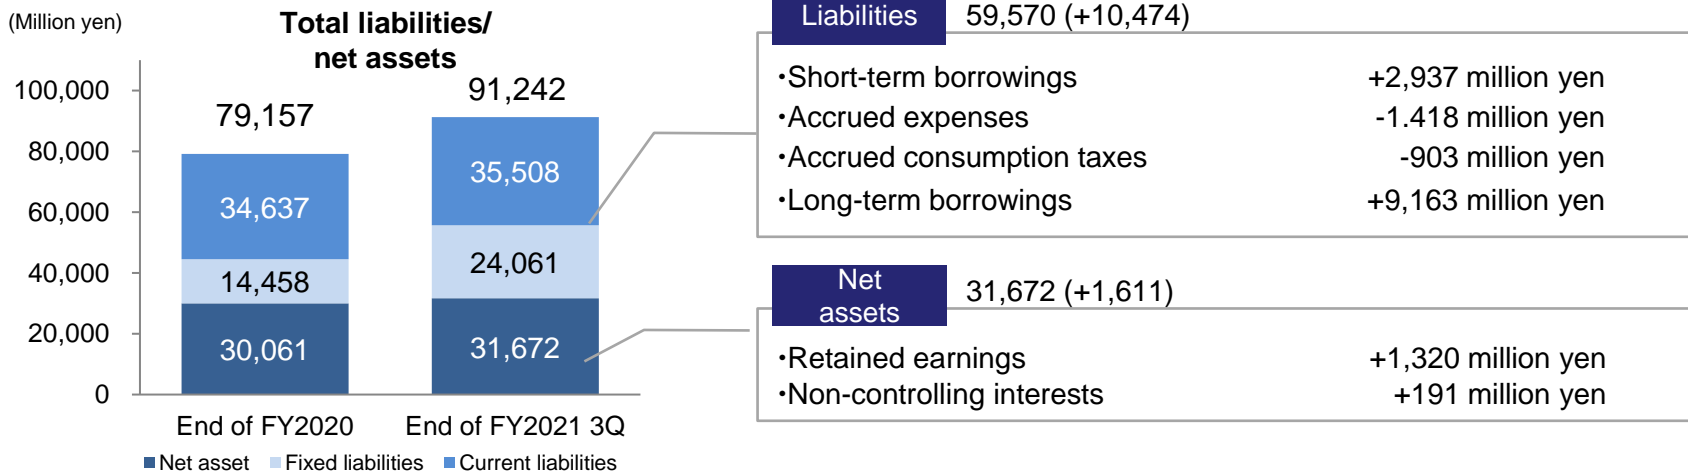 (Million yen)
Total liabilities/
net assets
100,000
80,000
60,000
40,000
20,000
0
79,157
34,637
14,458
30,061
91,242
35,508
24,061
31,672
End of FY2020
End of FY2021 3Q
Net asset
Fixed liabilities
Current liabilities
Liabilities 59,570 (+10,474)
・Short-term borrowings +2,937 million yen
・Accrued expenses -1.418 million yen
・Accrued consumption taxes -903 million yen
・Long-term borrowings +9,163 million yen
Net
assets
31,672 (+1,611)
・Retained earnings +1,320 million yen
・Non-controlling interests +191 million yen